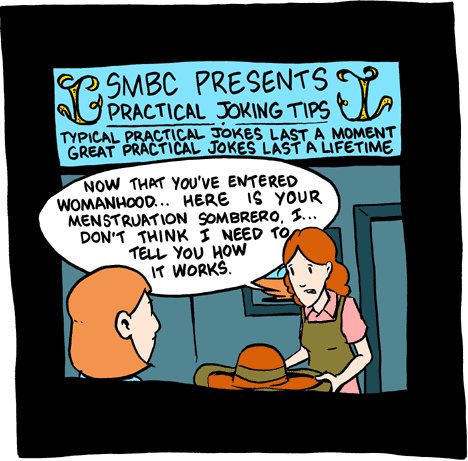 SMBC PRESENTS
PRACTICAL JOKING TIPS
TYPICAL PRACTICAL JOKES LAST A MOMENT
GREAT PRACTICAL JOKES LAST A LIFETIME
NOW THAT YOU'VE ENTERED
WOMANHOOD... HERE IS YOUR
MENSTRUATION SOMBRERO, I...
DON'T THINK I NEED TO
TELL YOU HOW
IT WORKS.